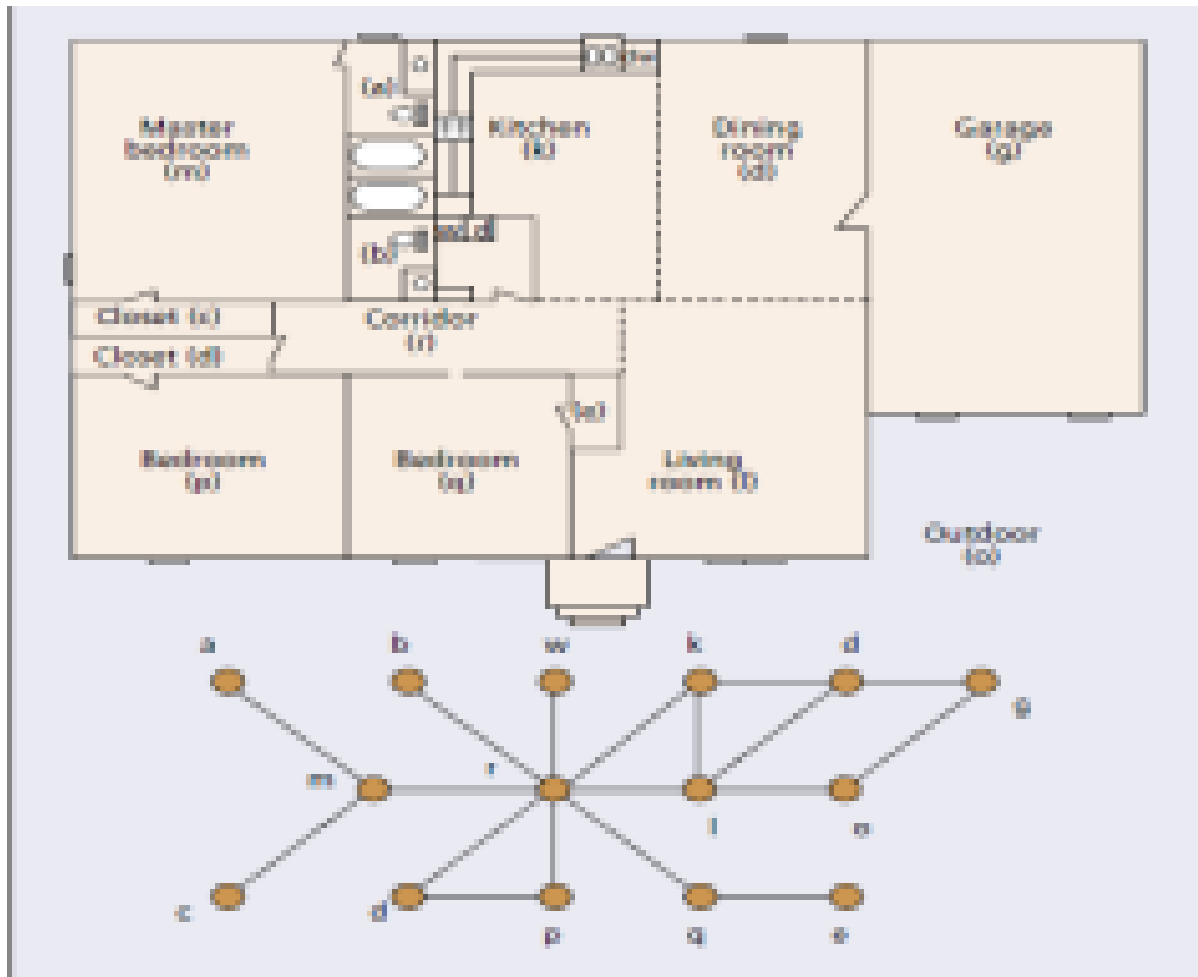 (a)
Master
bedroom
(m)
Kitchen
(k)
Dining
room
(d)
Garage
(g)
(b)
Closet (c)
Corridor
(r)
Closet (d)
(e)
Bedroom
(p)
Bedroom
(q)
Living
room (l)
Outdoor
(o)
a b w k d
g
m r
l o
c d p q e